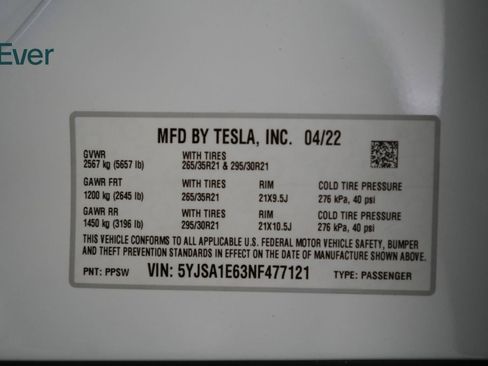 Ever
MFD BY TESLA, INC. 04/22
GVWR WITH TIRES
2567 kg (5657 lb) 265/35R21 & 295/30R21
GAWR FRT WITH TIRES RIM COLD TIRE PRESSURE
1200 kg (2645 lb) 265/35R21 21X9.5J 276 kPa, 40 psi
GAWR RR WITH TIRES RIM COLD TIRE PRESSURE
1450 kg (3196 lb) 295/30R21 21X10.5J 276 kPa, 40 psi
THIS VEHICLE CONFORMS TO ALL APPLICABLE U.S. FEDERAL MOTOR VEHICLE SAFETY, BUMPER
AND THEFT PREVENTION STANDARDS IN EFFECT ON THE DATE OF MANUFACTURE SHOWN ABOVE.
PNT: PPSW VIN: 5YJSA1E63NF477121 TYPE: PASSENGER